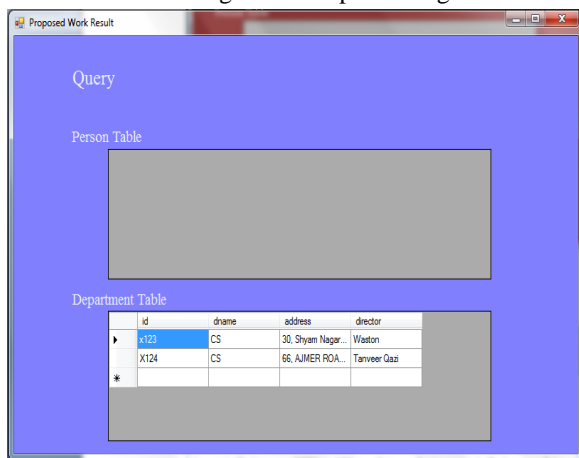 Proposed Work Result
Query
Person Table
Department Table
id dname address director
x123 CS 30, Shyam Nagar... Waston
X124 CS 66, AJMER ROA... Tanveer Qazi